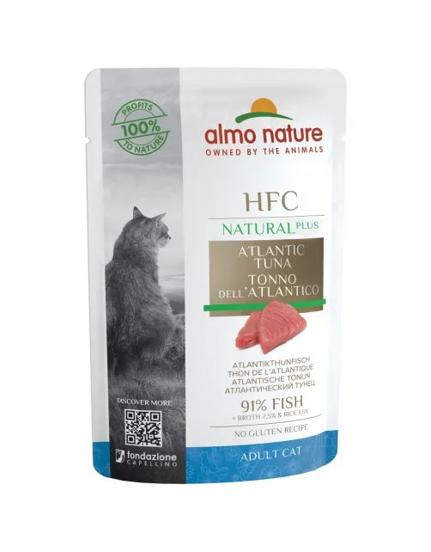 PROFITS
100%
TO NATURE
almo nature
OWNED BY THE ANIMALS
HFC
NATURAL PLUS
ATLANTIC
TUNA
TONNO
DELL'ATLANTICO
ATLANTIKTHUNFISCH
THON DE L'ATLANTIQUE
ATLANTISCHE TONIJN
АТЛАНТИЧЕСКИЙ ТУНЕЦ
91% FISH
+ BROTH 7,5% & RICE 1,5%
NO GLUTEN RECIPE
DISCOVER MORE
fondazione
CAPELLINO
ADULT CAT